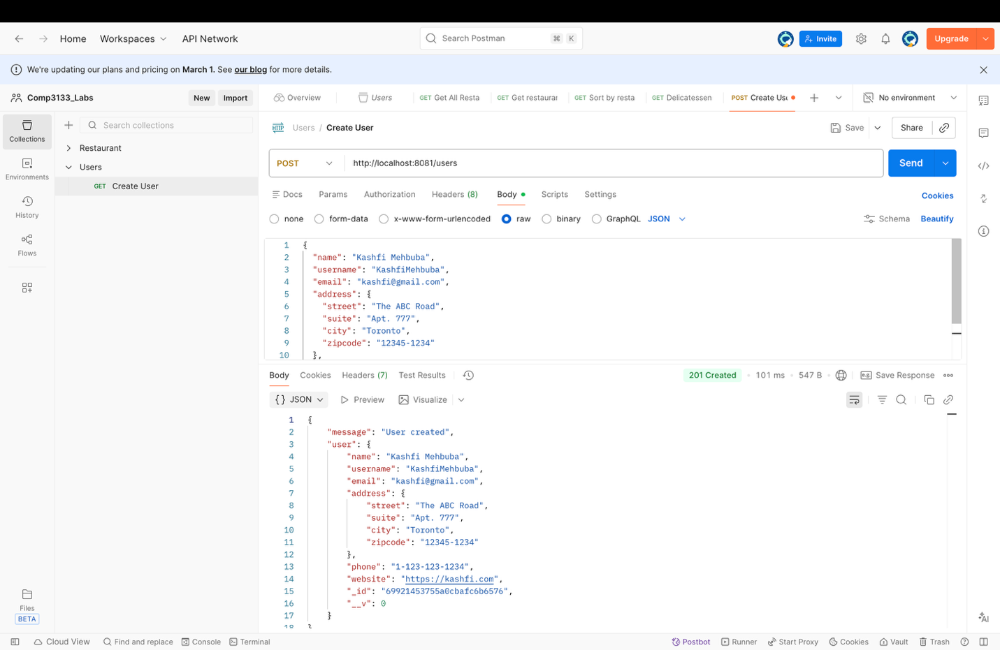 Home Workspaces API Network Search Postman ⌘ K Invite Upgrade
We're updating our plans and pricing on March 1. See our blog for more details.
Comp3133_Labs New Import
Overview Users GET Get All Resta GET Get restaurar GET Sort by resta GET Delicatessen POST Create Use No environment
Collections
Environments
History
Flows
Files
BETA
Search collections
Restaurant
Users
GET Create User
HTTP Users / Create User Save Share
POST http://localhost:8081/users Send
Docs Params Authorization Headers (8) Body Scripts Settings Cookies
none form-data x-www-form-urlencoded raw binary GraphQL JSON Schema Beautify
1 {
2 "name": "Kashfi Mehbuba",
3 "username": "KashfiMehbuba",
4 "email": "kashfi@gmail.com",
5 "address": {
6 "street": "The ABC Road",
7 "suite": "Apt. 777",
8 "city": "Toronto",
9 "zipcode": "12345-1234"
10 },
Body Cookies Headers (7) Test Results 201 Created • 101 ms • 547 B • e.g. Save Response
{} JSON Preview Visualize
1 {
2 "message": "User created",
3 "user": {
4 "name": "Kashfi Mehbuba",
5 "username": "KashfiMehbuba",
6 "email": "kashfi@gmail.com",
7 "address": {
8 "street": "The ABC Road",
9 "suite": "Apt. 777",
10 "city": "Toronto",
11 "zipcode": "12345-1234"
12 },
13 "phone": "1-123-123-1234",
14 "website": "https://kashfi.com",
15 "_id": "69921453755a0cbafc6b6576",
16 "__v": 0
17 }
18 }
AI
Cloud View Find and replace Console Terminal Postbot Runner Start Proxy Cookies Vault Trash